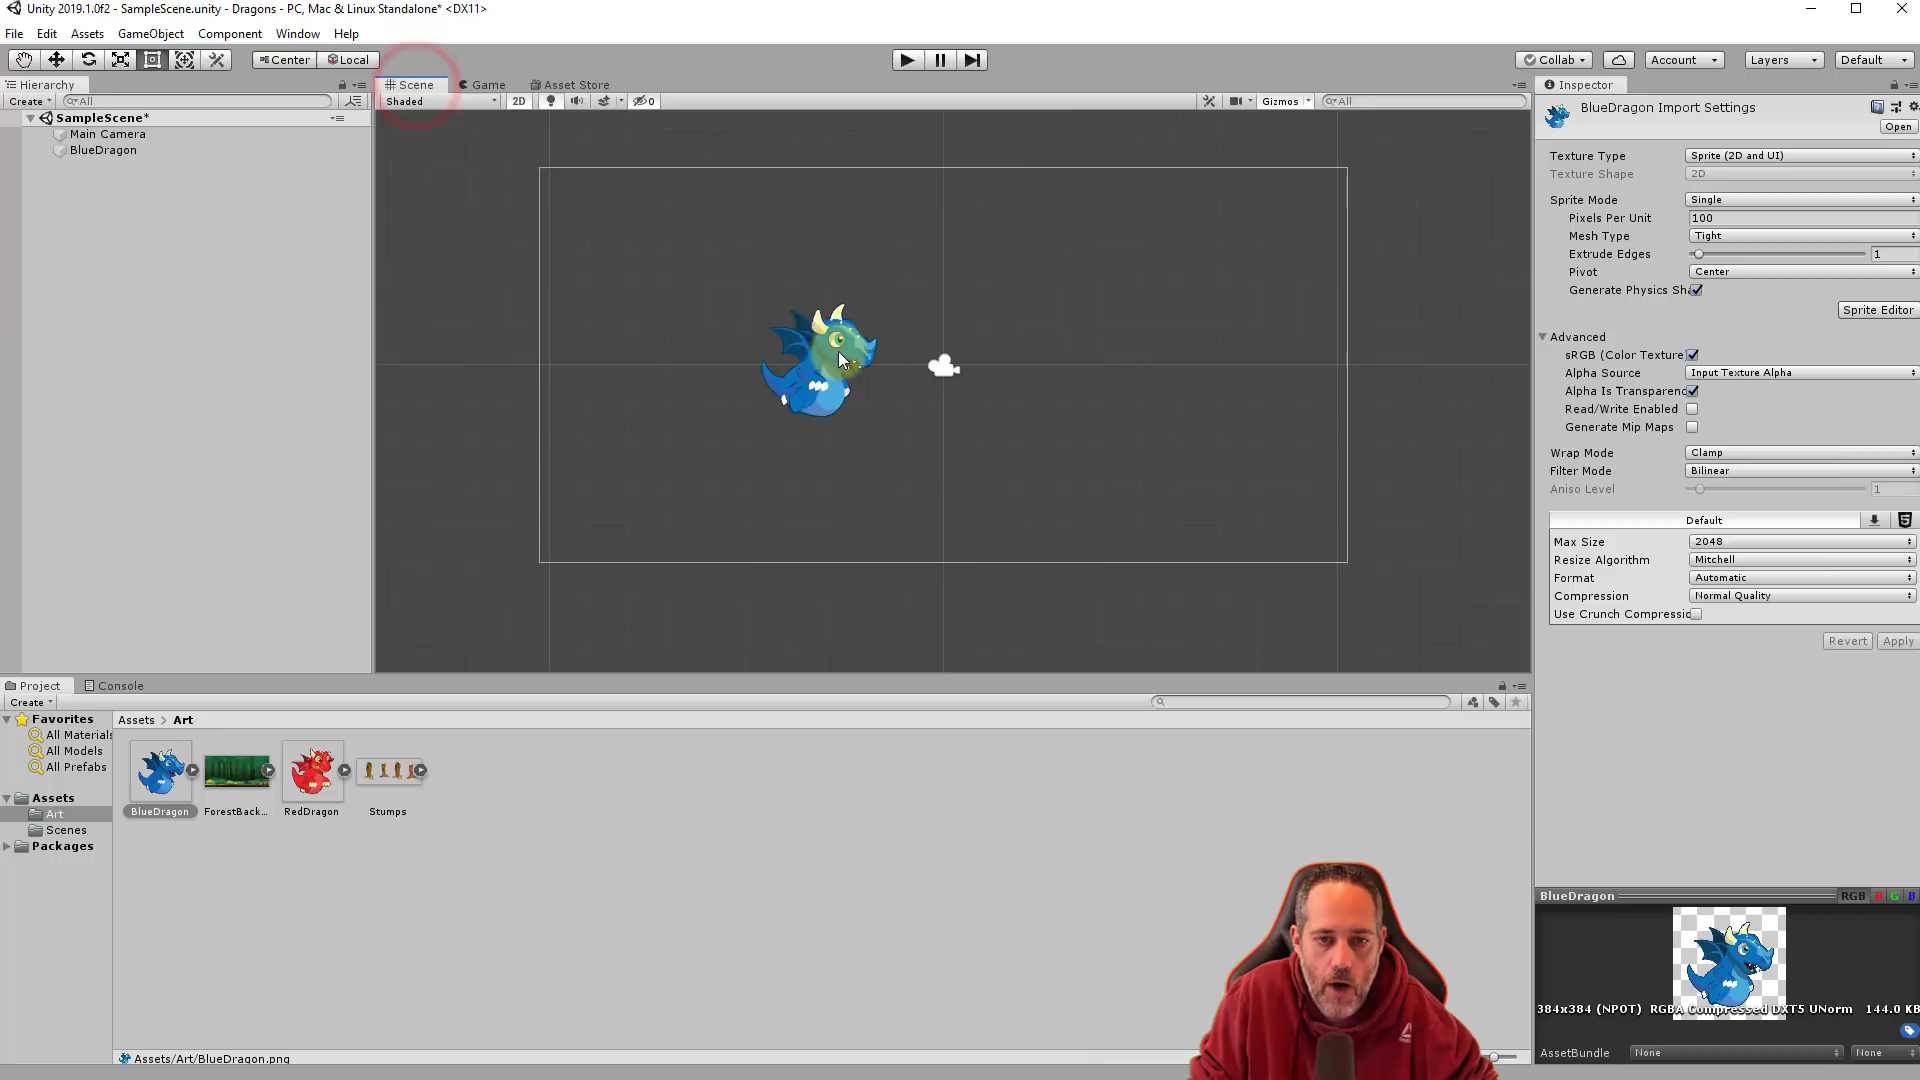 Unity 2019.1.0f2 - SampleScene.unity - Dragons - PC, Mac & Linux Standalone* <DX11>
File Edit Assets GameObject Component Window Help
Center Local Collab Account Layers Default
Hierarchy Scene Game Asset Store Inspector
Create All Shaded 2D 0 Gizmos All
SampleScene*
Main Camera
BlueDragon
BlueDragon Import Settings
Open
Texture Type Sprite (2D and UI)
Texture Shape 2D
Sprite Mode Single
Pixels Per Unit 100
Mesh Type Tight
Extrude Edges 1
Pivot Center
Generate Physics Sha
Sprite Editor
Advanced
sRGB (Color Texture
Alpha Source Input Texture Alpha
Alpha Is Transparenc
Read/Write Enabled
Generate Mip Maps
Wrap Mode Clamp
Filter Mode Bilinear
Aniso Level 1
Default
Max Size 2048
Resize Algorithm Mitchell
Format Automatic
Compression Normal Quality
Use Crunch Compressio
Revert Apply
Project Console
Create
Favorites
All Materials
All Models
All Prefabs
Assets
Art
Scenes
Packages
Assets > Art
BlueDragon ForestBack... RedDragon Stumps
Assets/Art/BlueDragon.png
BlueDragon RGB R G B
384x384 (NPOT) RGBA Compressed DXT5 UNorm 144.0 KB
AssetBundle None None